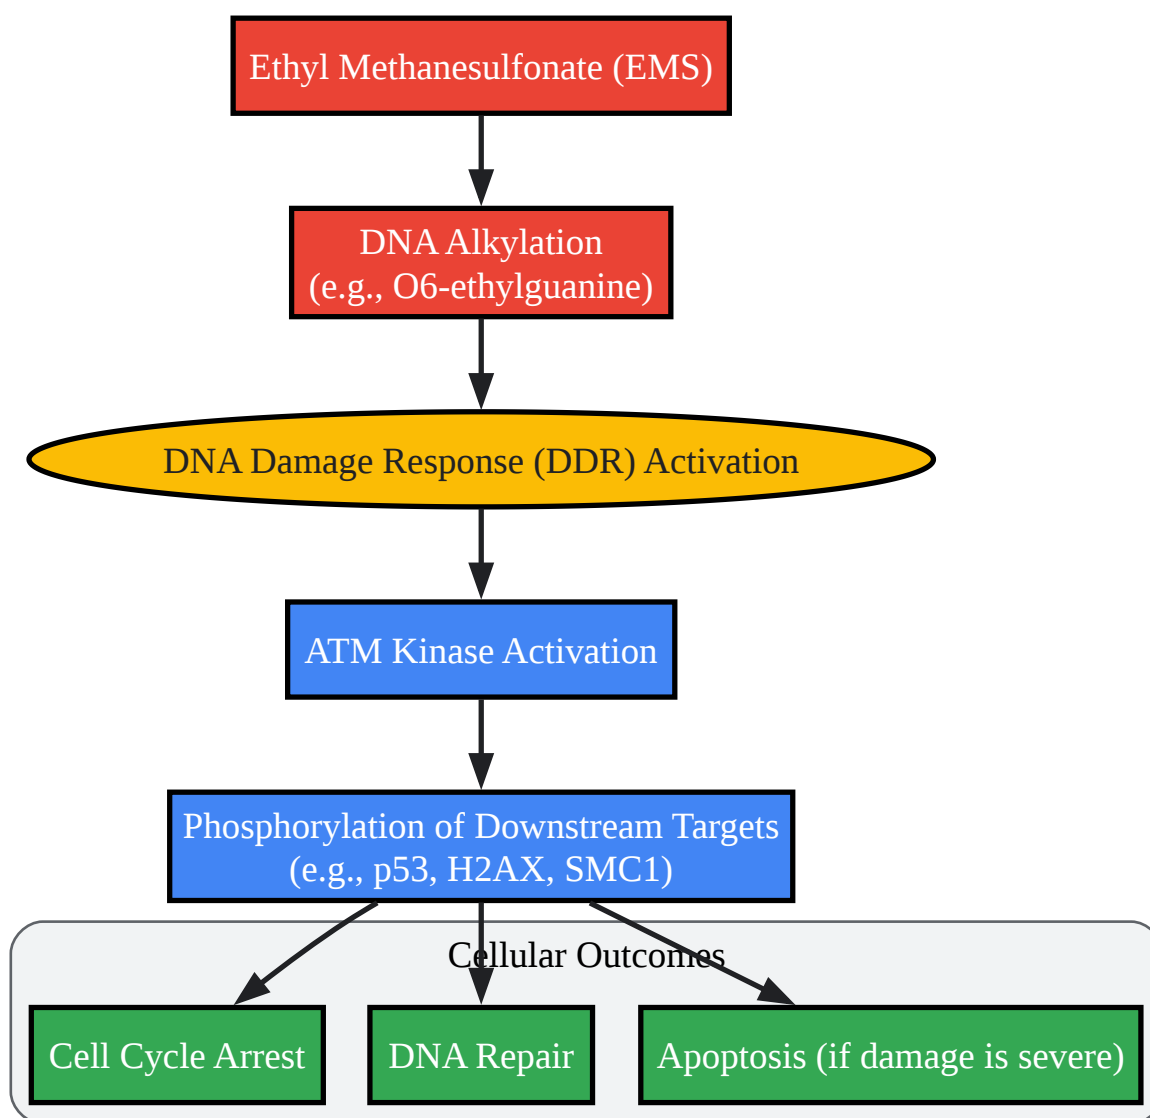 Ethyl Methanesulfonate (EMS)
DNA Alkylation
(e.g., O6-ethylguanine)
DNA Damage Response (DDR) Activation
ATM Kinase Activation
Phosphorylation of Downstream Targets
(e.g., p53, H2AX, SMC1)
Cellular Outcomes
Cell Cycle Arrest
DNA Repair
Apoptosis (if damage is severe)